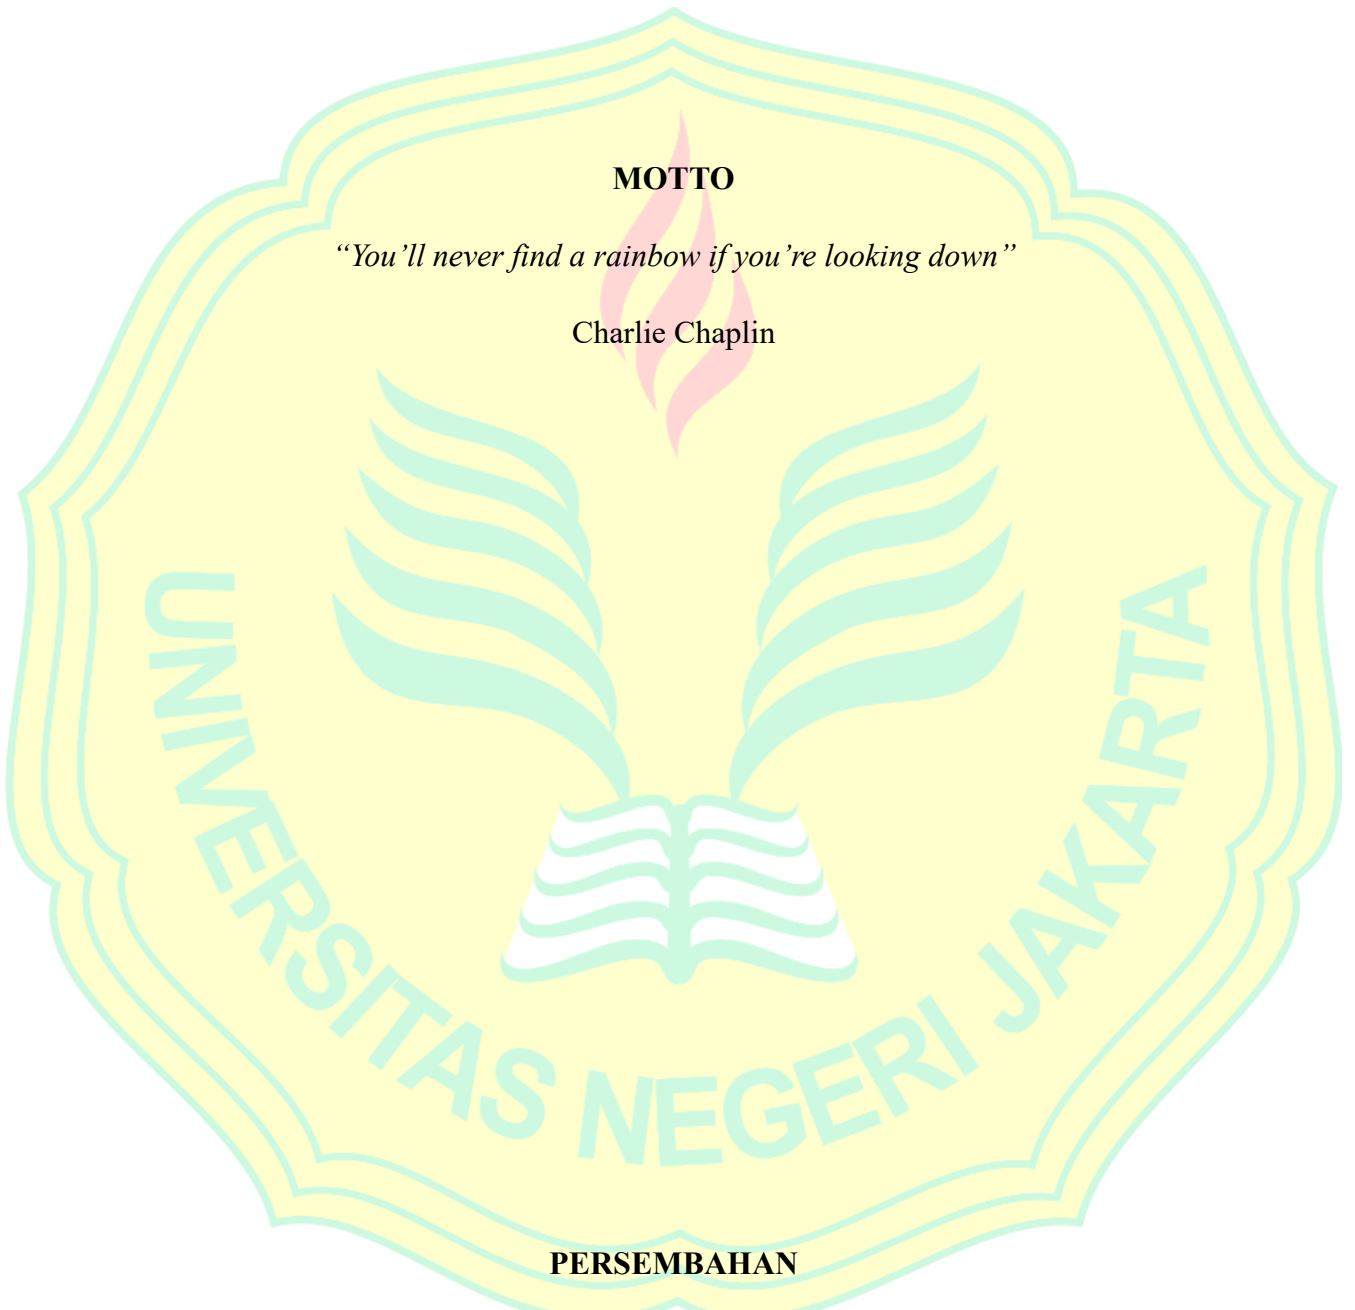 MOTTO
“You’ll never find a rainbow if you’re looking down”
Charlie Chaplin
UNIVERSITAS NEGERI JAKARTA
PERSEMBAHAN